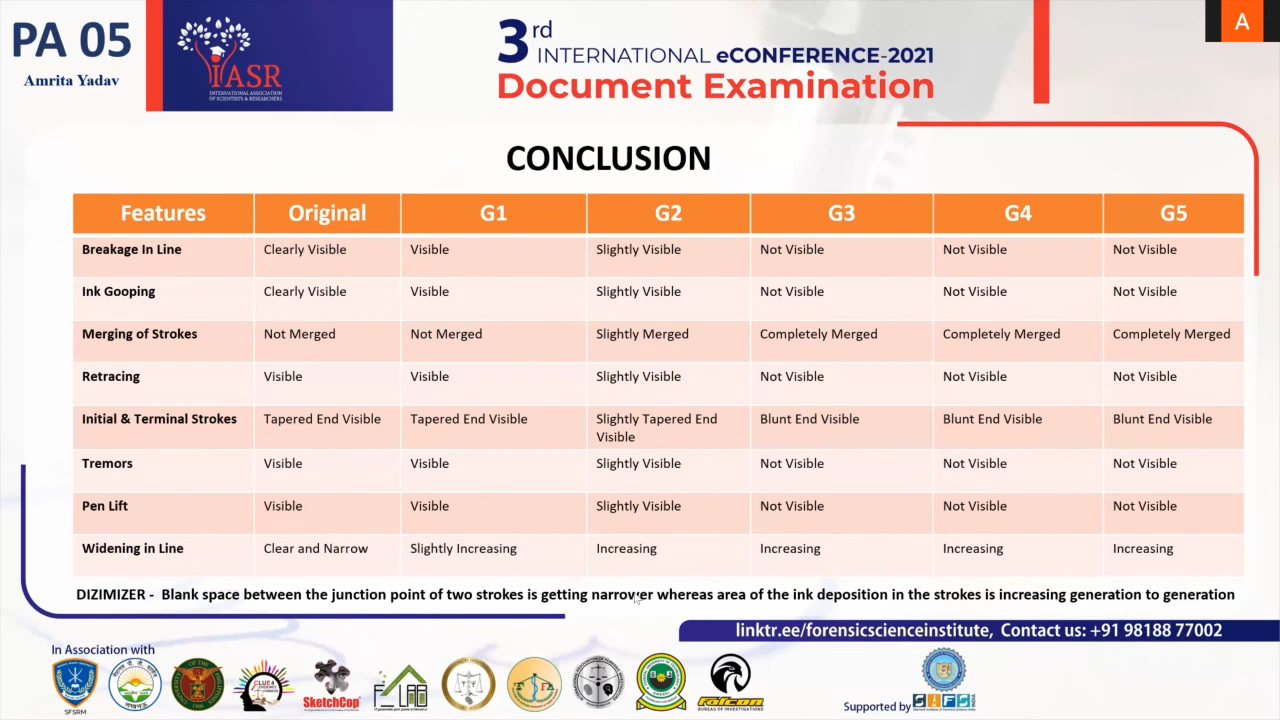 PA 05
Amrita Yadav
iASR
INTERNATIONAL ASSOCIATION
OF SCIENTISTS & RESEARCHERS
3rd
INTERNATIONAL eCONFERENCE-2021
Document Examination
A
CONCLUSION
Features Original G1 G2 G3 G4 G5
Breakage In Line Clearly Visible Visible Slightly Visible Not Visible Not Visible Not Visible
Ink Gooping Clearly Visible Visible Slightly Visible Not Visible Not Visible Not Visible
Merging of Strokes Not Merged Not Merged Slightly Merged Completely Merged Completely Merged Completely Merged
Retracing Visible Visible Slightly Visible Not Visible Not Visible Not Visible
Initial & Terminal Strokes Tapered End Visible Tapered End Visible Slightly Tapered End Visible Blunt End Visible Blunt End Visible Blunt End Visible
Tremors Visible Visible Slightly Visible Not Visible Not Visible Not Visible
Pen Lift Visible Visible Slightly Visible Not Visible Not Visible Not Visible
Widening in Line Clear and Narrow Slightly Increasing Increasing Increasing Increasing Increasing
DIZIMIZER - Blank space between the junction point of two strokes is getting narrower whereas area of the ink deposition in the strokes is increasing generation to generation
linktr.ee/forensicscienceinstitute, Contact us: +91 98188 77002
In Association with
SFSRM
CLUE4
SketchCop
F LAB
falcon
BUREAU OF INVESTIGATIONS
Supported by
SIFS
INDIA